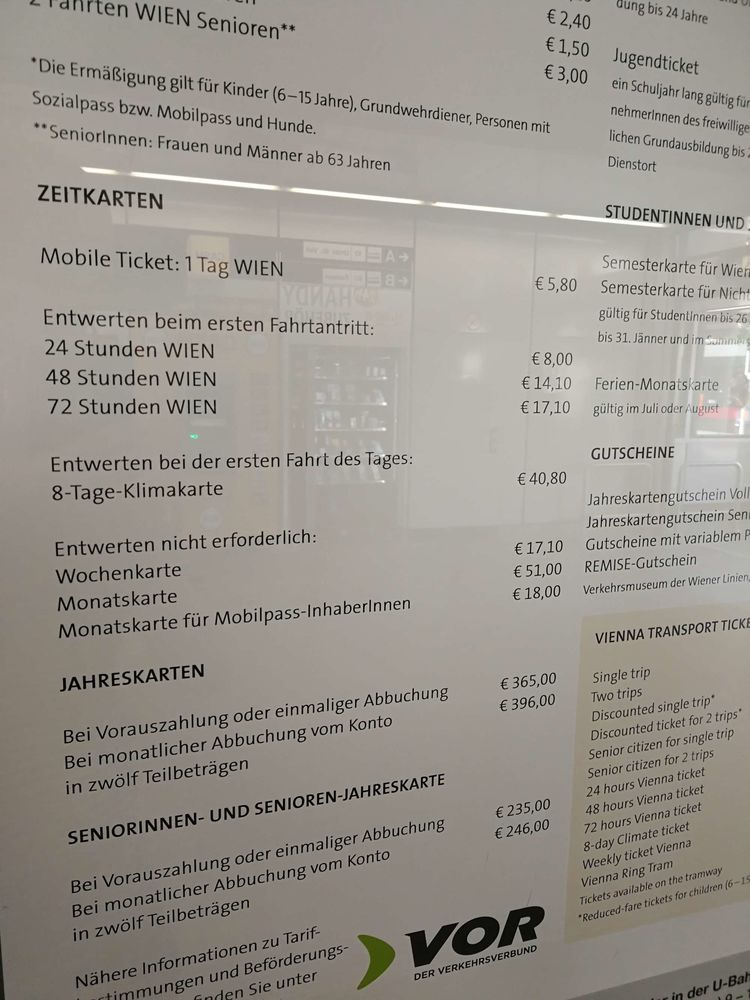 2 Fahrten WIEN Senioren**
€ 2,40
€ 1,50
€ 3,00
*Die Ermäßigung gilt für Kinder (6–15 Jahre), Grundwehrdiener, Personen mit
Sozialpass bzw. Mobilpass und Hunde.
**SeniorInnen: Frauen und Männer ab 63 Jahren
ZEITKARTEN
Mobile Ticket: 1 Tag WIEN € 5,80
Entwerten beim ersten Fahrtantritt:
24 Stunden WIEN € 8,00
48 Stunden WIEN € 14,10
72 Stunden WIEN € 17,10
Entwerten bei der ersten Fahrt des Tages:
8-Tage-Klimakarte € 40,80
Entwerten nicht erforderlich:
Wochenkarte € 17,10
Monatskarte € 51,00
Monatskarte für Mobilpass-InhaberInnen € 18,00
JAHRESKARTEN
Bei Vorauszahlung oder einmaliger Abbuchung € 365,00
Bei monatlicher Abbuchung vom Konto € 396,00
in zwölf Teilbeträgen
SENIORINNEN- UND SENIOREN-JAHRESKARTE
Bei Vorauszahlung oder einmaliger Abbuchung € 235,00
Bei monatlicher Abbuchung vom Konto € 246,00
in zwölf Teilbeträgen
Nähere Informationen zu Tarif-
stimmungen und Beförderungs-
nden Sie unter
VOR
DER VERKEHRSVERBUND
dung bis 24 Jahre
Jugendticket
ein Schuljahr lang gültig für
nehmerInnen des freiwillige
lichen Grundausbildung bis
Dienstort
STUDENTINNEN UND
Semesterkarte für Wien
Semesterkarte für Nicht
gültig für StudentInnen bis 26
bis 31. Jänner und im Sommers
Ferien-Monatskarte
gültig im Juli oder August
GUTSCHEINE
Jahreskartengutschein Voll
Jahreskartengutschein Sen
Gutscheine mit variablem P
REMISE-Gutschein
Verkehrsmuseum der Wiener Linien,
VIENNA TRANSPORT TICKE
Single trip
Two trips
Discounted single trip*
Discounted ticket for 2 trips*
Senior citizen for single trip
Senior citizen for 2 trips
24 hours Vienna ticket
48 hours Vienna ticket
72 hours Vienna ticket
8-day Climate ticket
Weekly ticket Vienna
Vienna Ring Tram
Tickets available on the tramway
*Reduced-fare tickets for children (6–15
in der U-Bah